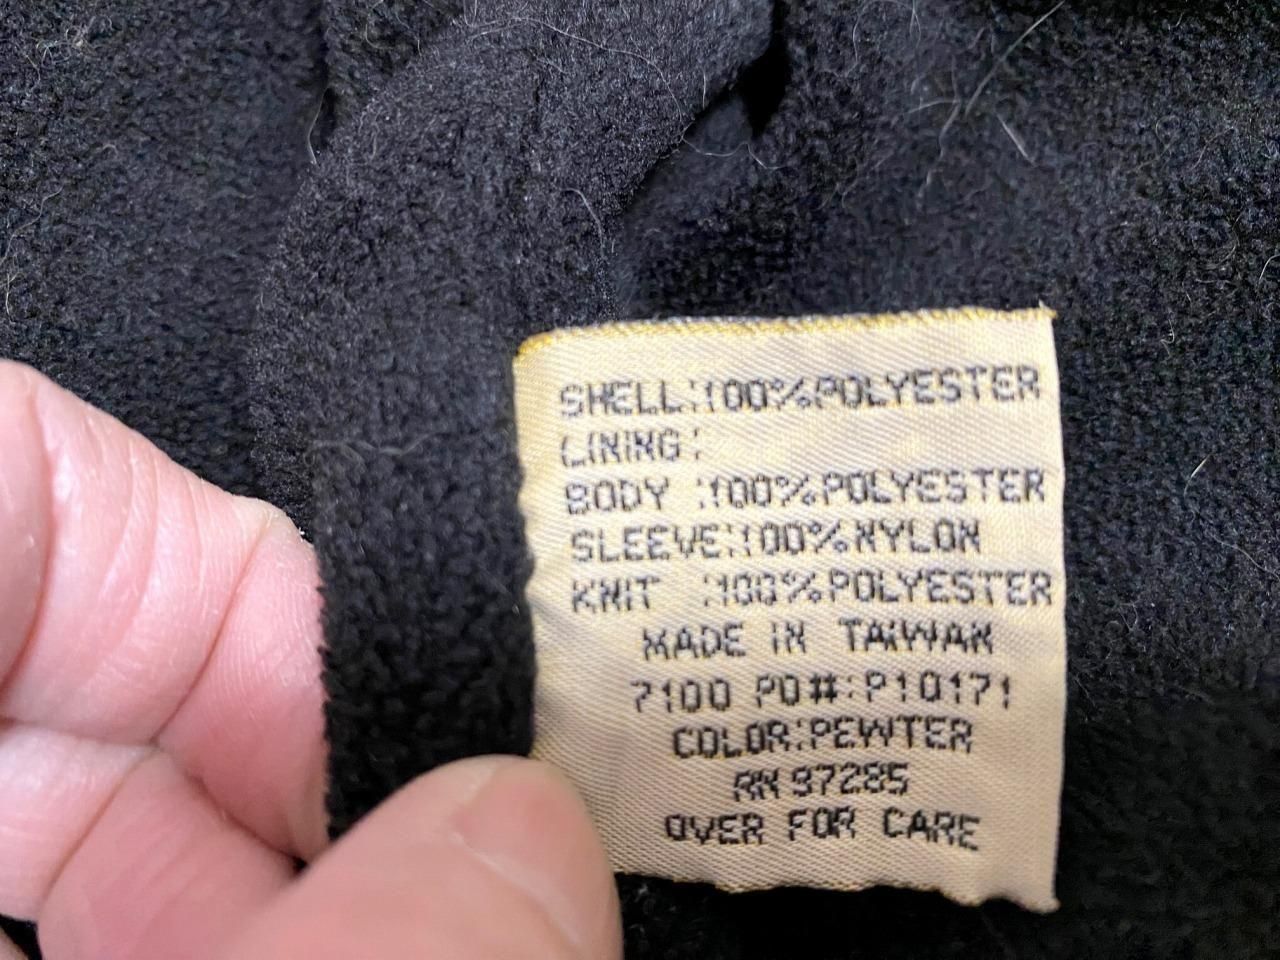 SHELL:100%POLYESTER
LINING:
BODY :100%POLYESTER
SLEEVE:100%NYLON
KNIT :100%POLYESTER
MADE IN TAIWAN
7100 PO#:P10171
COLOR:PEWTER
RN 97285
OVER FOR CARE